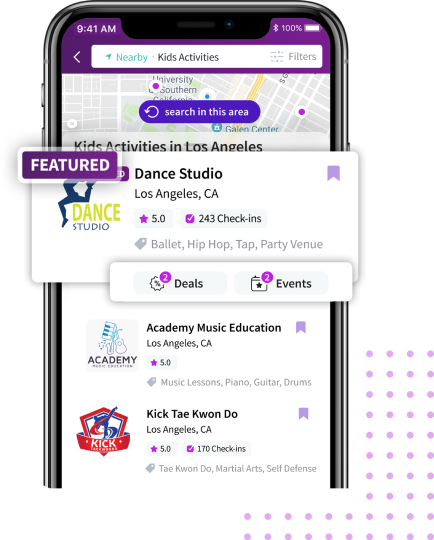 9:41 AM
100%
Nearby · Kids Activities
Filters
University
of Southern
California
search in this area
Galen Center
Kids Activities in Los Angeles
FEATURED
Dance Studio
Los Angeles, CA
DANCE
STUDIO
5.0
243 Check-ins
Ballet, Hip Hop, Tap, Party Venue
2
Deals
2
Events
Academy Music Education
Los Angeles, CA
ACADEMY
MUSIC EDUCATION
5.0
Music Lessons, Piano, Guitar, Drums
Kick Tae Kwon Do
Los Angeles, CA
KICK
TAEKWONDO
5.0
170 Check-ins
Tae Kwon Do, Martial Arts, Self Defense